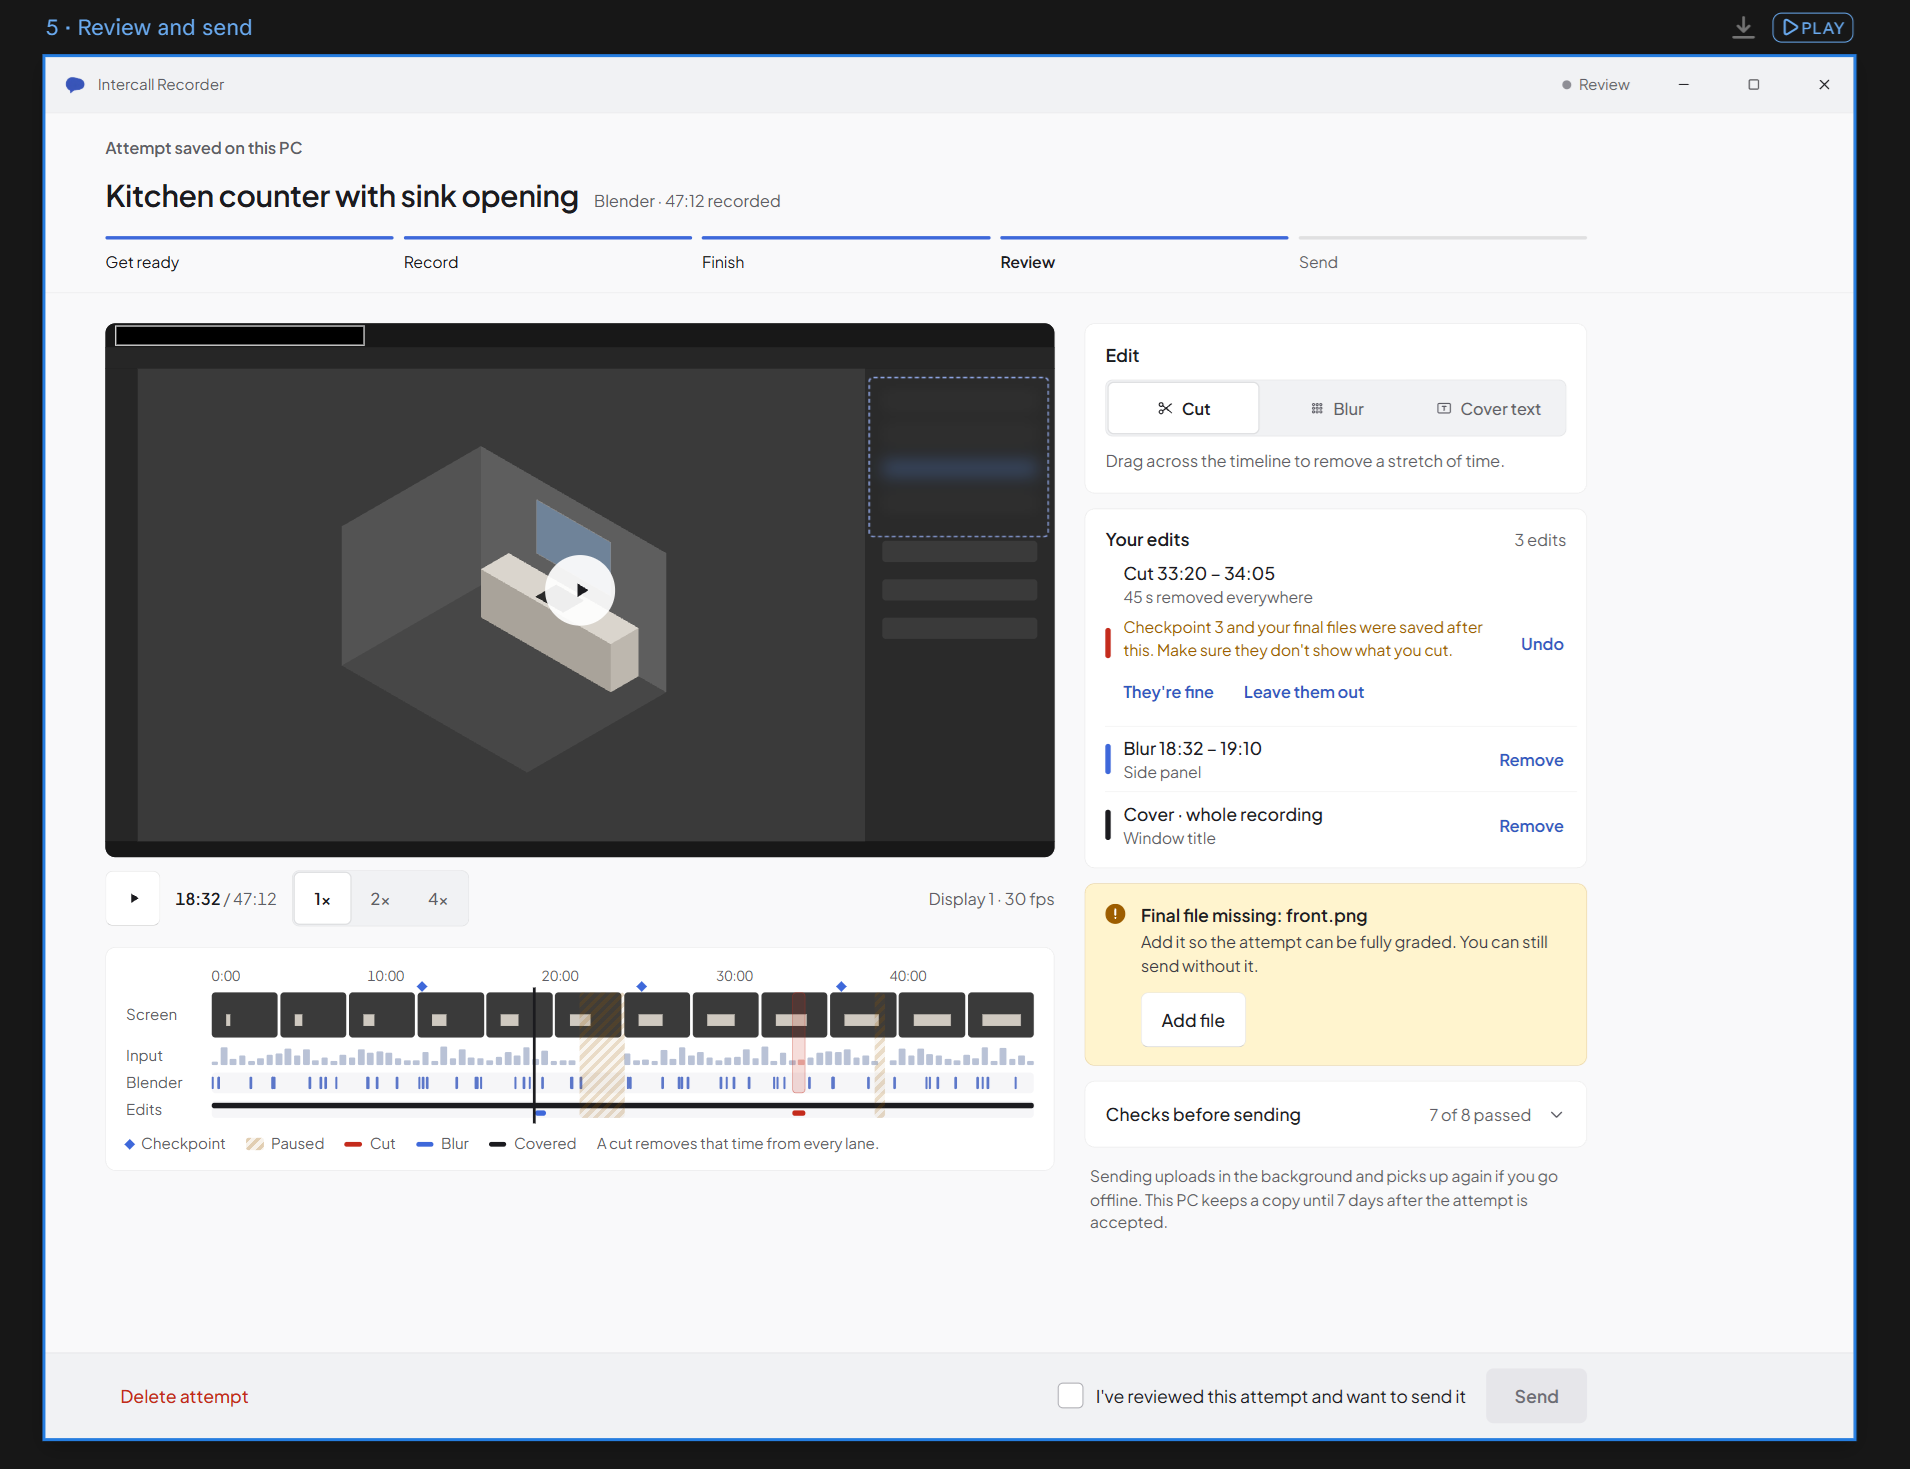 5 · Review and send
PLAY
Intercall Recorder
Review
Attempt saved on this PC
Kitchen counter with sink opening
Blender · 47:12 recorded
Get ready
Record
Finish
Review
Send
Edit
Cut
Blur
Cover text
Drag across the timeline to remove a stretch of time.
Your edits
3 edits
Cut 33:20 – 34:05
45 s removed everywhere
Checkpoint 3 and your final files were saved after
this. Make sure they don't show what you cut.
Undo
They're fine
Leave them out
Blur 18:32 – 19:10
Side panel
Remove
Cover · whole recording
Window title
Remove
18:32 / 47:12
1×
2×
4×
Display 1 · 30 fps
Final file missing: front.png
Add it so the attempt can be fully graded. You can still
send without it.
Add file
0:00
10:00
20:00
30:00
40:00
Screen
Input
Blender
Edits
Checkpoint
Paused
Cut
Blur
Covered
A cut removes that time from every lane.
Checks before sending
7 of 8 passed
Sending uploads in the background and picks up again if you go
offline. This PC keeps a copy until 7 days after the attempt is
accepted.
Delete attempt
I've reviewed this attempt and want to send it
Send